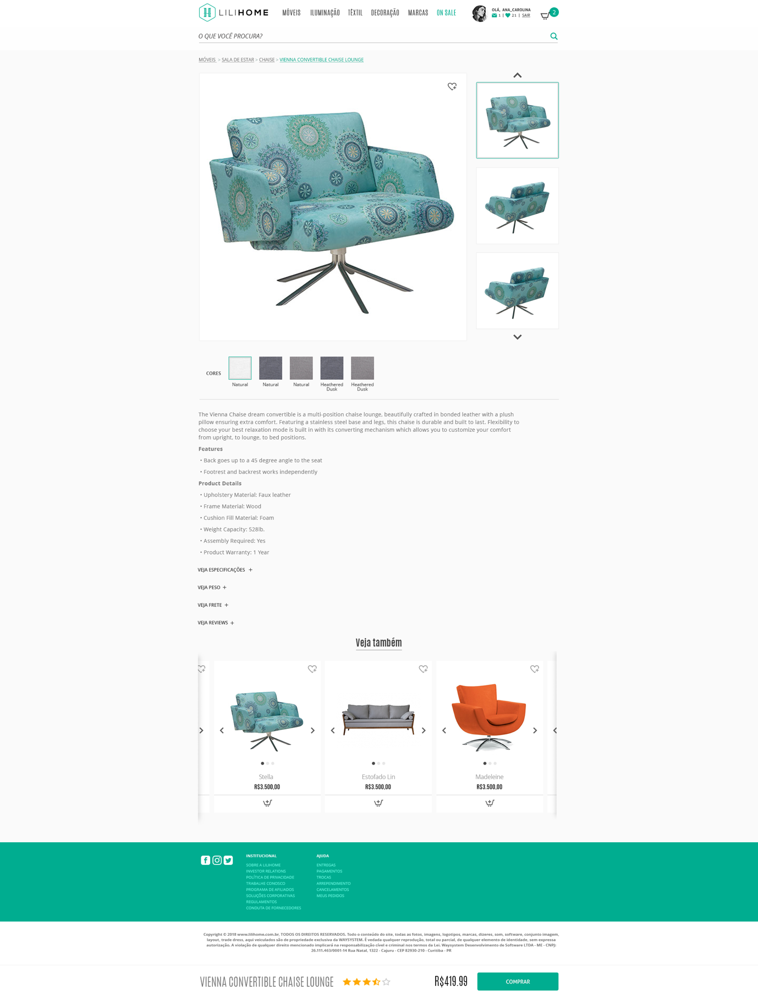 LILIHOME
MÓVEIS ILUMINAÇÃO TÊXTIL DECORAÇÃO MARCAS ON SALE
OLÁ, ANA_CAROLINA
1 | 21 | SAIR
2
O QUE VOCÊ PROCURA?
MÓVEIS > SALA DE ESTAR > CHAISE > VIENNA CONVERTIBLE CHAISE LOUNGE
CORES
Natural
Natural
Natural
Heathered Dusk
Heathered Dusk
The Vienna Chaise dream convertible is a multi-position chaise lounge, beautifully crafted in bonded leather with a plush
pillow ensuring extra comfort. Featuring a stainless steel base and legs, this chaise is durable and built to last. Flexibility to
choose your best relaxation mode is built in with its converting mechanism which allows you to customize your comfort
from upright, to lounge, to bed positions.
Features
• Back goes up to a 45 degree angle to the seat
• Footrest and backrest works independently
Product Details
• Upholstery Material: Faux leather
• Frame Material: Wood
• Cushion Fill Material: Foam
• Weight Capacity: 528lb.
• Assembly Required: Yes
• Product Warranty: 1 Year
VEJA ESPECIFICAÇÕES +
VEJA PESO +
VEJA FRETE +
VEJA REVIEWS +
Veja também
Stella
R$3.500,00
Estofado Lin
R$3.500,00
Madeleine
R$3.500,00
INSTITUCIONAL
SOBRE A LILIHOME
INVESTOR RELATIONS
POLÍTICA DE PRIVACIDADE
TRABALHE CONOSCO
PROGRAMA DE AFILIADOS
SOLUÇÕES CORPORATIVAS
REGULAMENTOS
CONDUTA DE FORNECEDORES
AJUDA
ENTREGAS
PAGAMENTOS
TROCAS
ARREPENDIMENTO
CANCELAMENTOS
MEUS PEDIDOS
Copyright © 2018 www.lilihome.com.br, TODOS OS DIREITOS RESERVADOS. Todo o conteúdo do site, todas as fotos, imagens, logotipos, marcas, dizeres, som, software, conjunto imagem,
layout, trade dress, aqui veiculados são de propriedade exclusiva da WAYSYSTEM. É vedada qualquer reprodução, total ou parcial, de qualquer elemento de identidade, sem expressa
autorização. A violação de qualquer direito mencionado implicará na responsabilização cível e criminal nos termos da Lei. Waysystem Desenvolvimento de Software LTDA - ME - CNPJ:
26.111.463/0001-14 Rua Natal, 1322 - Cajuru - CEP 82930-210 - Curitiba - PR
VIENNA CONVERTIBLE CHAISE LOUNGE
R$419.99
COMPRAR